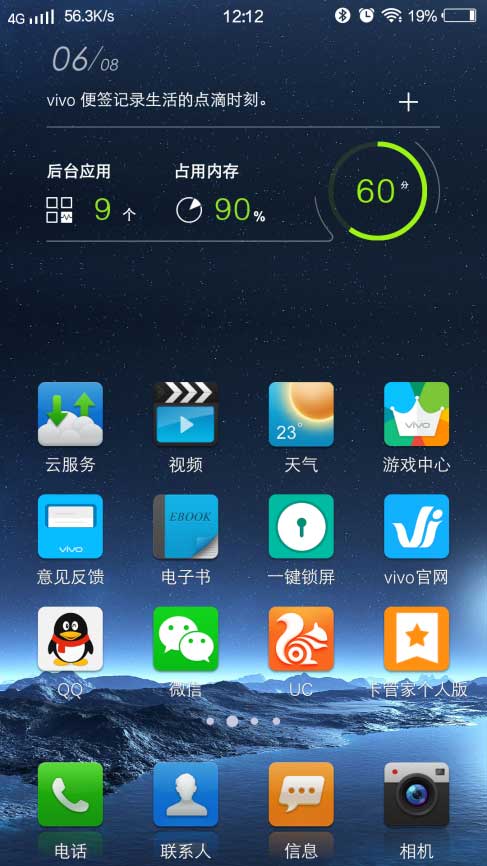 4G 56.3K/s 12:12 19%
06/08
vivo 便签记录生活的点滴时刻。
后台应用 占用内存
9 个 90% 60分
23°
vivo
云服务 视频 天气 游戏中心
vivo EBOOK
意见反馈 电子书 一键锁屏 vivo官网
QQ 微信 UC 卡管家个人版
电话 联系人 信息 相机